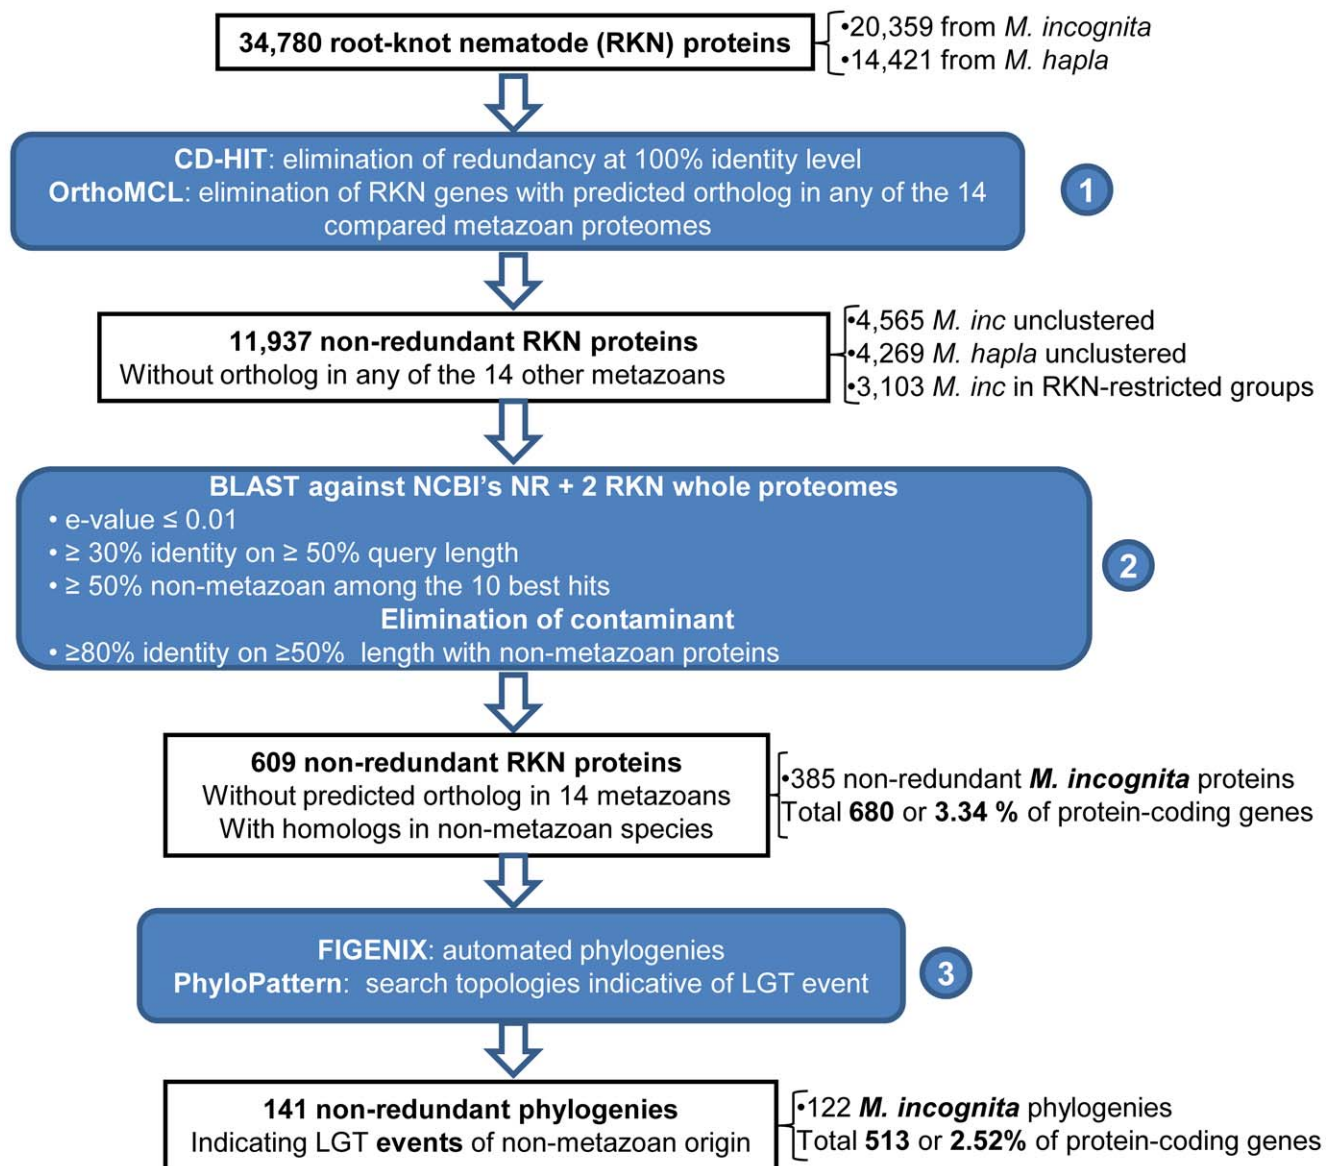 34,780 root-knot nematode (RKN) proteins
•20,359 from M. incognita
•14,421 from M. hapla
CD-HIT: elimination of redundancy at 100% identity level
OrthoMCL: elimination of RKN genes with predicted ortholog in any of the 14
compared metazoan proteomes
1
11,937 non-redundant RKN proteins
Without ortholog in any of the 14 other metazoans
•4,565 M. inc unclustered
•4,269 M. hapla unclustered
•3,103 M. inc in RKN-restricted groups
BLAST against NCBI's NR + 2 RKN whole proteomes
• e-value ≤ 0.01
• ≥ 30% identity on ≥ 50% query length
• ≥ 50% non-metazoan among the 10 best hits
Elimination of contaminant
• ≥80% identity on ≥50% length with non-metazoan proteins
2
609 non-redundant RKN proteins
Without predicted ortholog in 14 metazoans
With homologs in non-metazoan species
•385 non-redundant M. incognita proteins
Total 680 or 3.34 % of protein-coding genes
FIGENIX: automated phylogenies
PhyloPattern: search topologies indicative of LGT event
3
141 non-redundant phylogenies
Indicating LGT events of non-metazoan origin
•122 M. incognita phylogenies
Total 513 or 2.52% of protein-coding genes